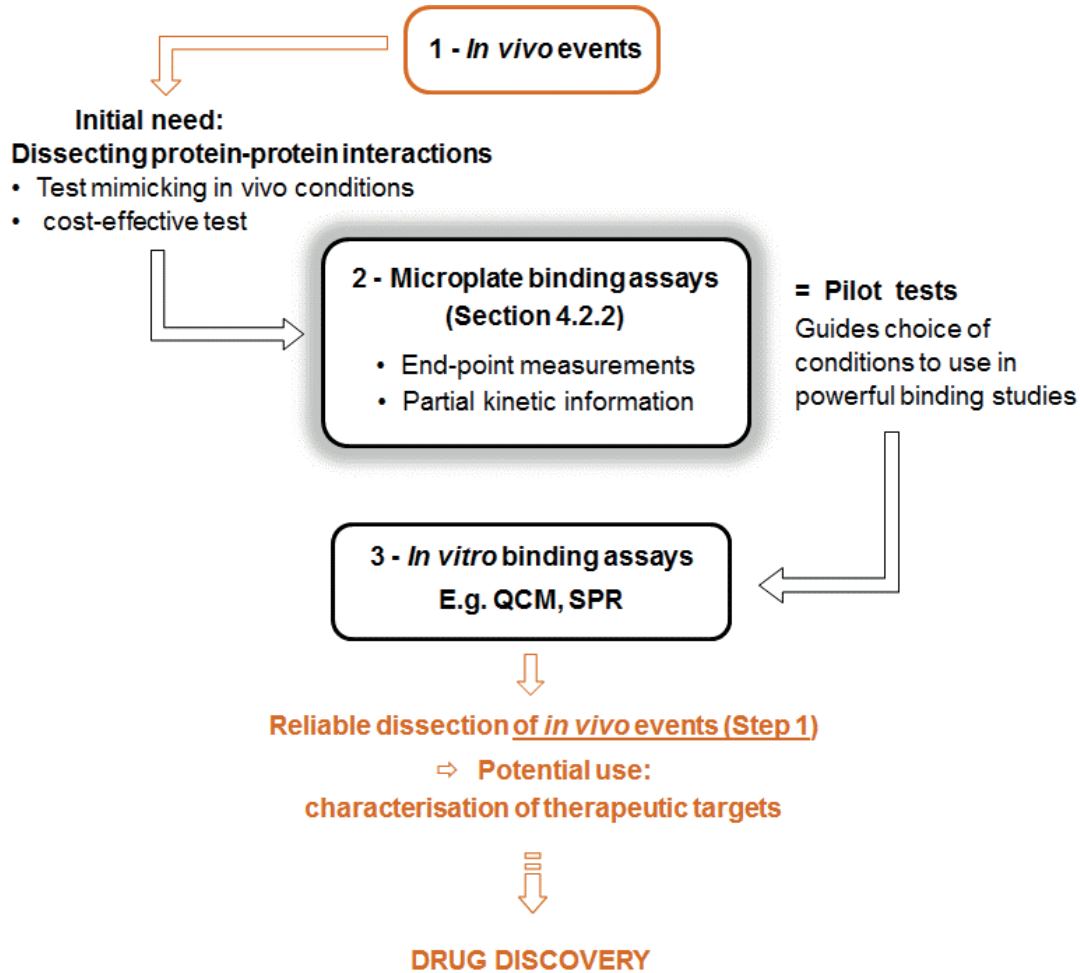 1 - In vivo events
Initial need:
Dissecting protein-protein interactions
• Test mimicking in vivo conditions
• cost-effective test
2 - Microplate binding assays
(Section 4.2.2)
• End-point measurements
• Partial kinetic information
= Pilot tests
Guides choice of
conditions to use in
powerful binding studies
3 - In vitro binding assays
E.g. QCM, SPR
Reliable dissection of in vivo events (Step 1)
⇨ Potential use:
characterisation of therapeutic targets
DRUG DISCOVERY